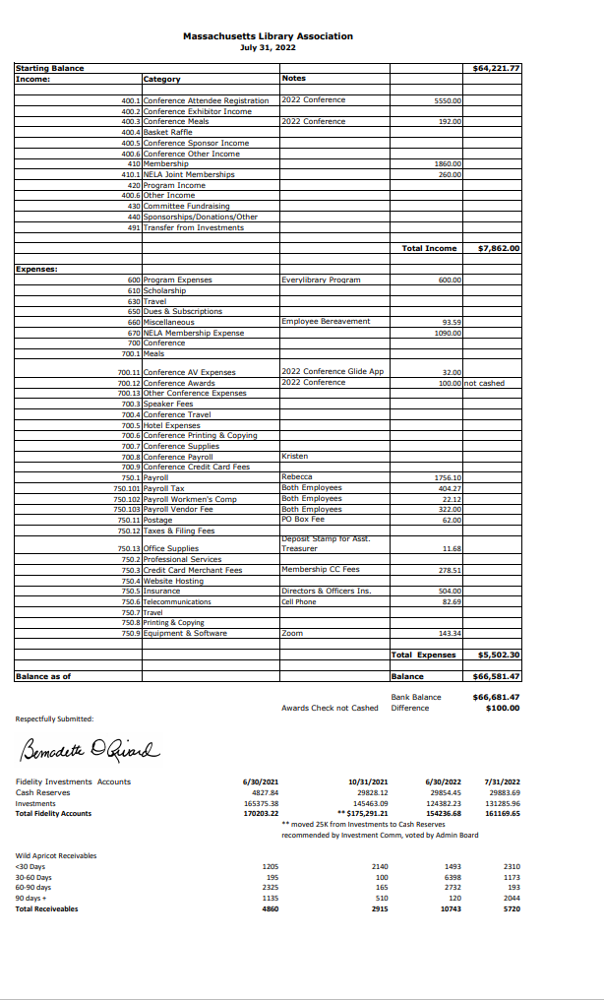 Massachusetts Library Association
July 31, 2022
Starting Balance $64,221.77
Income: Category Notes
400.1 Conference Attendee Registration 2022 Conference 5550.00
400.2 Conference Exhibitor Income
400.3 Conference Meals 2022 Conference 192.00
400.4 Basket Raffle
400.5 Conference Sponsor Income
400.6 Conference Other Income
410 Membership 1860.00
410.1 NELA Joint Memberships 260.00
420 Program Income
400.6 Other Income
430 Committee Fundraising
440 Sponsorships/Donations/Other
491 Transfer from Investments
Total Income $7,862.00
Expenses:
600 Program Expenses Everylibrary Program 600.00
610 Scholarship
630 Travel
650 Dues & Subscriptions
660 Miscellaneous Employee Bereavement 93.59
670 NELA Membership Expense 1090.00
700 Conference
700.1 Meals
700.11 Conference AV Expenses 2022 Conference Glide App 32.00
700.12 Conference Awards 2022 Conference 100.00 not cashed
700.13 Other Conference Expenses
700.3 Speaker Fees
700.4 Conference Travel
700.5 Hotel Expenses
700.6 Conference Printing & Copying
700.7 Conference Supplies
700.8 Conference Payroll Kristen
700.9 Conference Credit Card Fees
750.1 Payroll Rebecca 1756.10
750.101 Payroll Tax Both Employees 404.27
750.102 Payroll Workmen's Comp Both Employees 22.12
750.103 Payroll Vendor Fee Both Employees 322.00
750.11 Postage PO Box Fee 62.00
750.12 Taxes & Filing Fees
Deposit Stamp for Asst.
750.13 Office Supplies Treasurer 11.68
750.2 Professional Services
750.3 Credit Card Merchant Fees Membership CC Fees 278.51
750.4 Website Hosting
750.5 Insurance Directors & Officers Ins. 504.00
750.6 Telecommunications Cell Phone 82.69
750.7 Travel
750.8 Printing & Copying
750.9 Equipment & Software Zoom 143.34
Total Expenses $5,502.30
Balance as of Balance $66,581.47
Bank Balance $66,681.47
Awards Check not Cashed Difference $100.00
Respectfully Submitted:
Bernadette D Rivard
Fidelity Investments Accounts 6/30/2021 10/31/2021 6/30/2022 7/31/2022
Cash Reserves 4827.84 29828.12 29854.45 29883.69
Investments 165375.38 145463.09 124382.23 131285.96
Total Fidelity Accounts 170203.22 ** $175,291.21 154236.68 161169.65
** moved 25K from Investments to Cash Reserves
recommended by Investment Comm, voted by Admin Board
Wild Apricot Receivables
<30 Days 1205 2140 1493 2310
30-60 Days 195 100 6398 1173
60-90 days 2325 165 2732 193
90 days + 1135 510 120 2044
Total Receivables 4860 2915 10743 5720